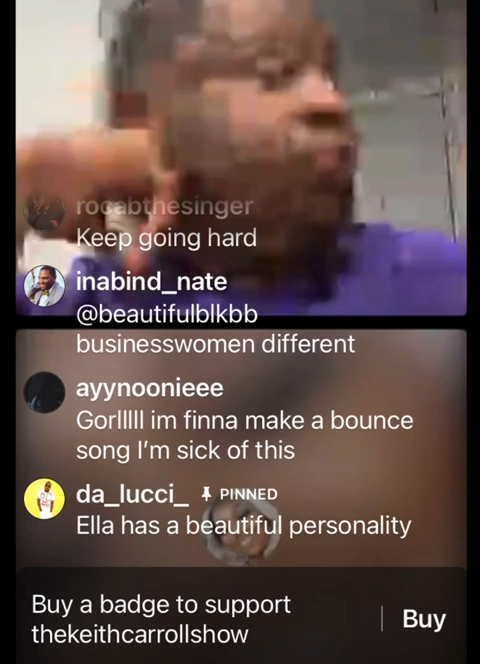 rocabthesinger
Keep going hard
inabind_nate
@beautifulblkbb
businesswomen different
ayynoonieee
Gorlllll im finna make a bounce
song I'm sick of this
da_lucci_ PINNED
Ella has a beautiful personality
Buy a badge to support
thekeithcarrollshow
Buy